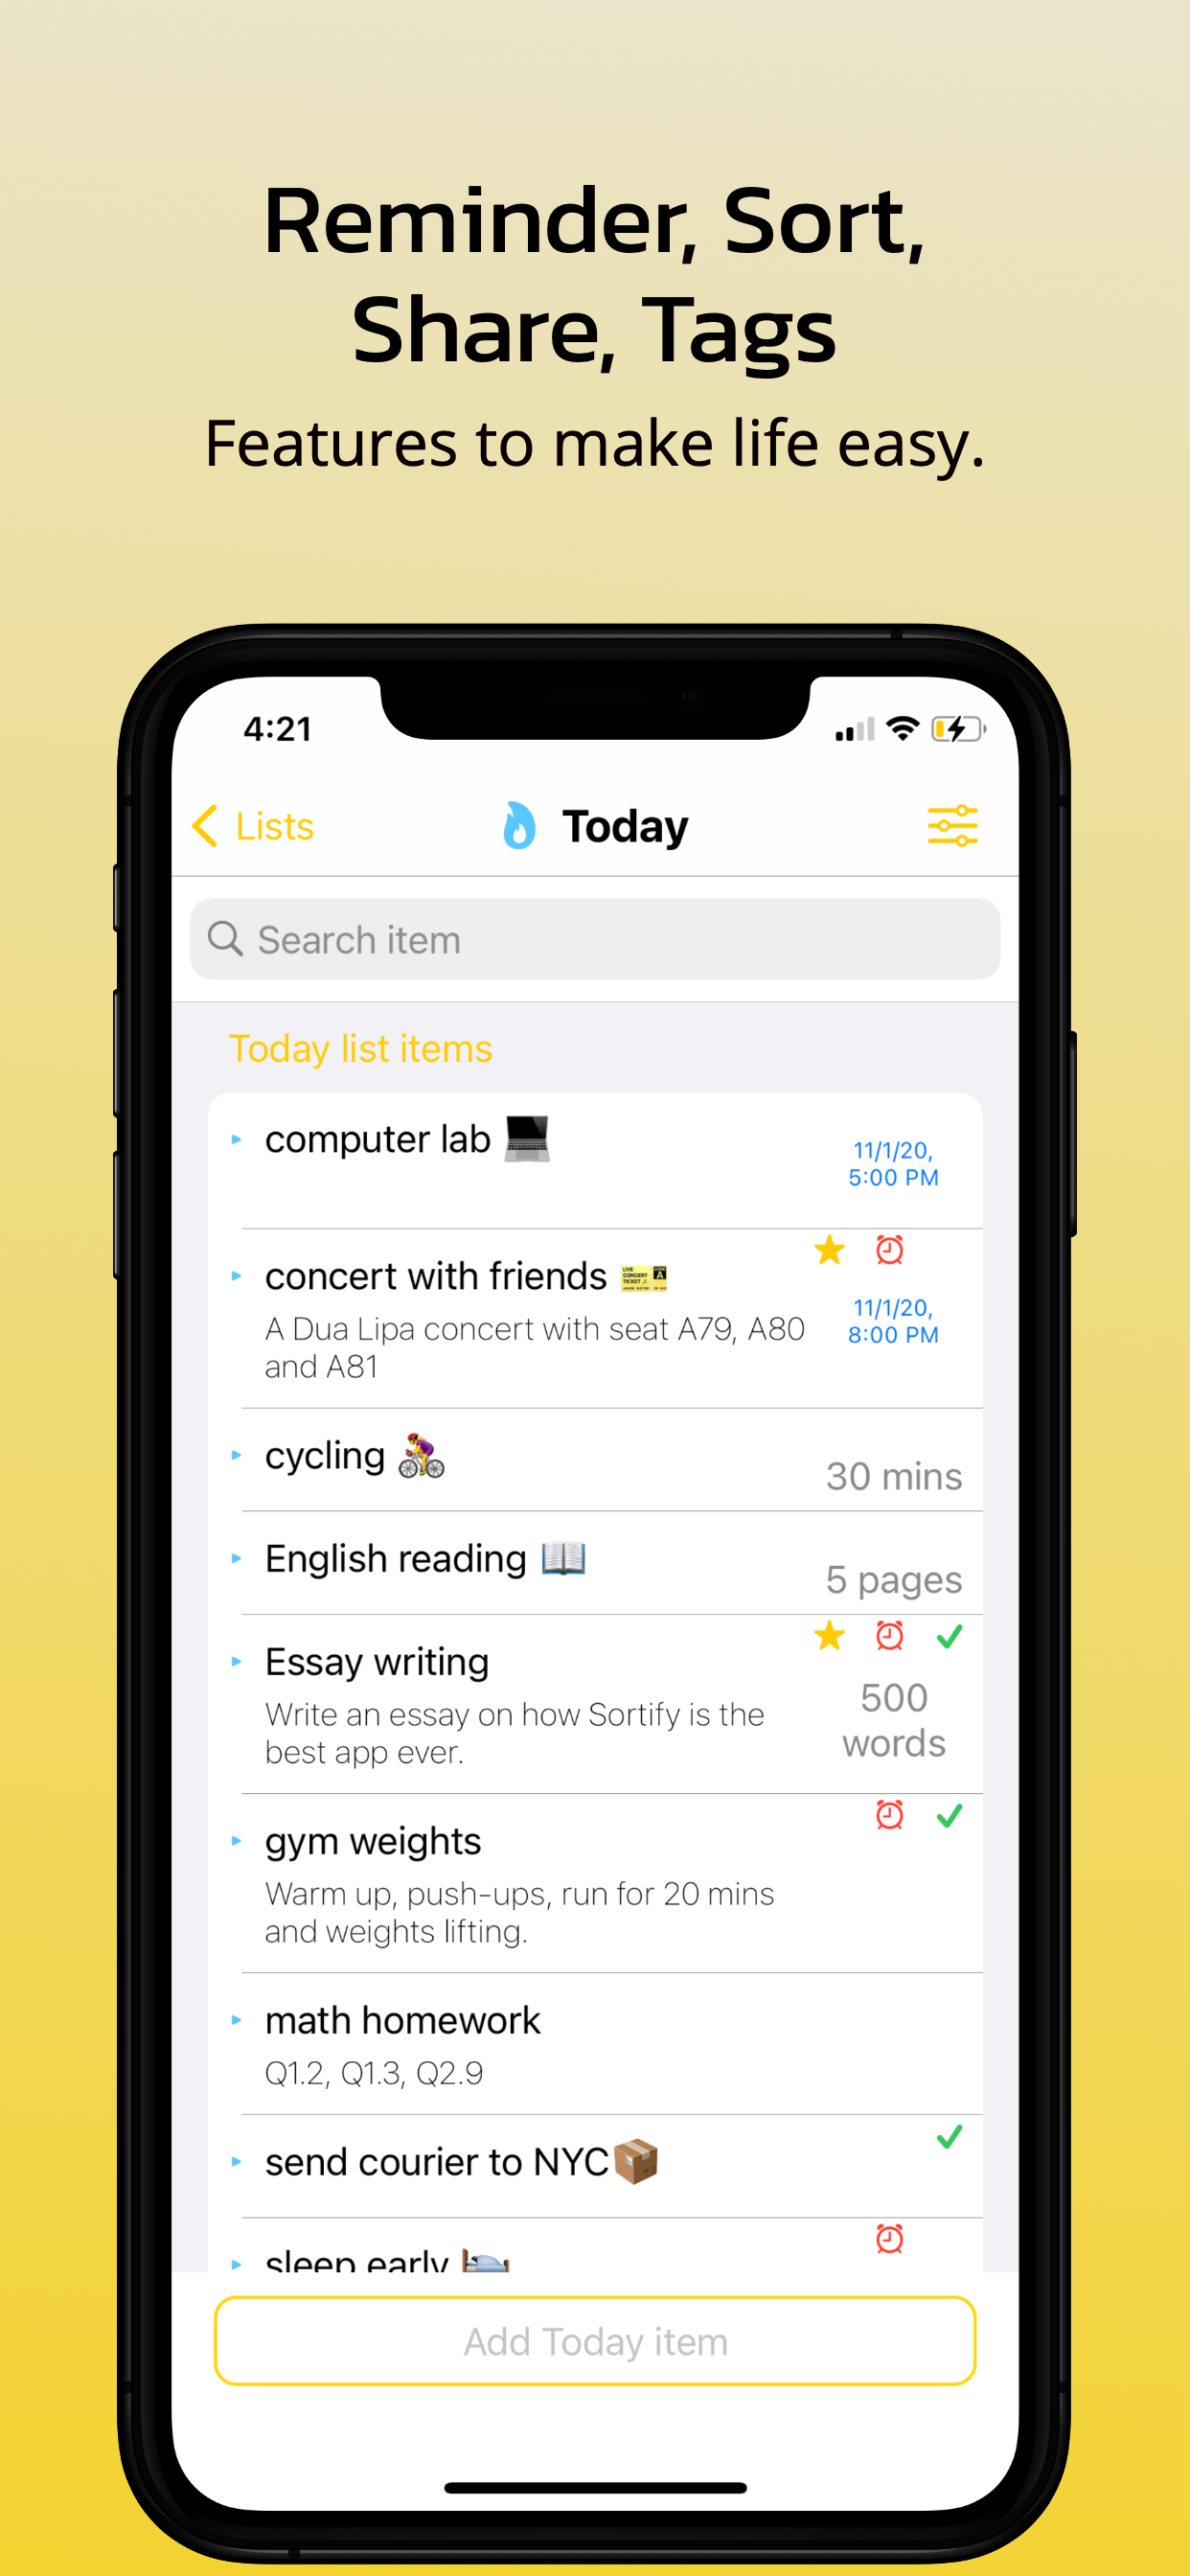 Reminder, Sort,
Share, Tags
Features to make life easy.
4:21
Lists
Today
Search item
Today list items
computer lab
11/1/20,
5:00 PM
concert with friends
LIVE
CONCERT
TICKET
A
A Dua Lipa concert with seat A79, A80
and A81
11/1/20,
8:00 PM
cycling
30 mins
English reading
5 pages
Essay writing
Write an essay on how Sortify is the
best app ever.
500
words
gym weights
Warm up, push-ups, run for 20 mins
and weights lifting.
math homework
Q1.2, Q1.3, Q2.9
send courier to NYC
sleep early
Add Today item